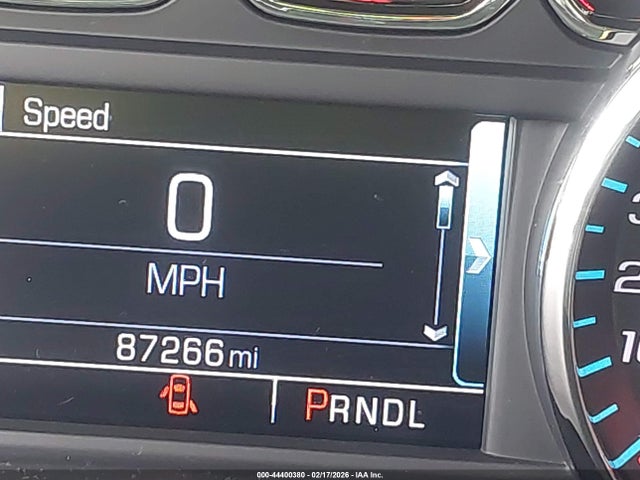 Speed
0
MPH
87266 mi
PRNDL
000-44400380 - 02/17/2026 - IAA Inc.